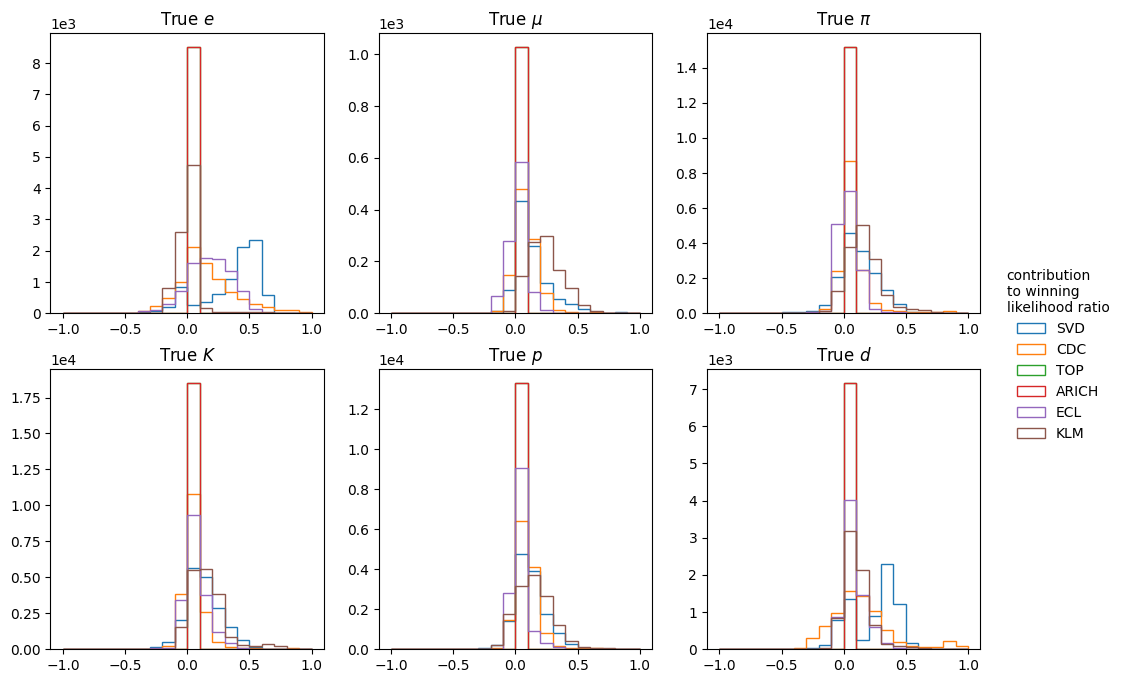 True e
1e3
8
7
6
5
4
3
2
1
0
-1.0 -0.5 0.0 0.5 1.0
True μ
1e3
1.0
0.8
0.6
0.4
0.2
0.0
−1.0 −0.5 0.0 0.5 1.0
True π
1e4
1.4
1.2
1.0
0.8
0.6
0.4
0.2
0.0
−1.0 −0.5 0.0 0.5 1.0
True K
1e4
1.75
1.50
1.25
1.00
0.75
0.50
0.25
0.00
−1.0 −0.5 0.0 0.5 1.0
True p
1e4
1.2
1.0
0.8
0.6
0.4
0.2
0.0
−1.0 −0.5 0.0 0.5 1.0
True d
1e3
7
6
5
4
3
2
1
0
−1.0 −0.5 0.0 0.5 1.0
contribution
to winning
likelihood ratio
SVD
CDC
TOP
ARICH
ECL
KLM